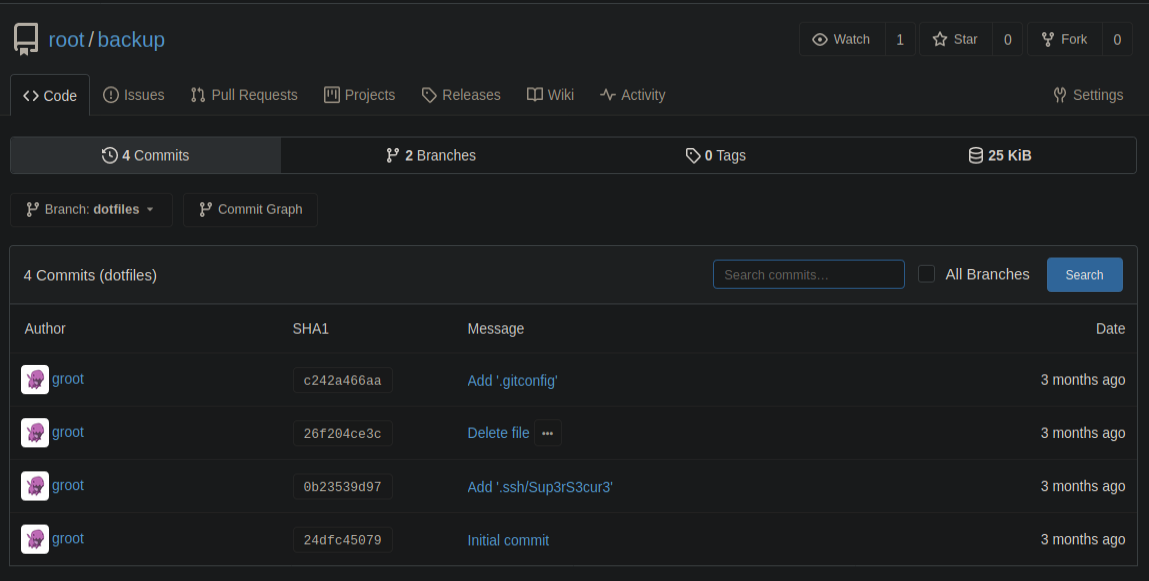 root / backup
Watch 1 Star 0 Fork 0
Code Issues Pull Requests Projects Releases Wiki Activity Settings
4 Commits 2 Branches 0 Tags 25 KiB
Branch: dotfiles Commit Graph
4 Commits (dotfiles) Search commits... All Branches Search
Author SHA1 Message Date
groot c242a466aa Add '.gitconfig' 3 months ago
groot 26f204ce3c Delete file ... 3 months ago
groot 0b23539d97 Add '.ssh/Sup3rS3cur3' 3 months ago
groot 24dfc45079 Initial commit 3 months ago